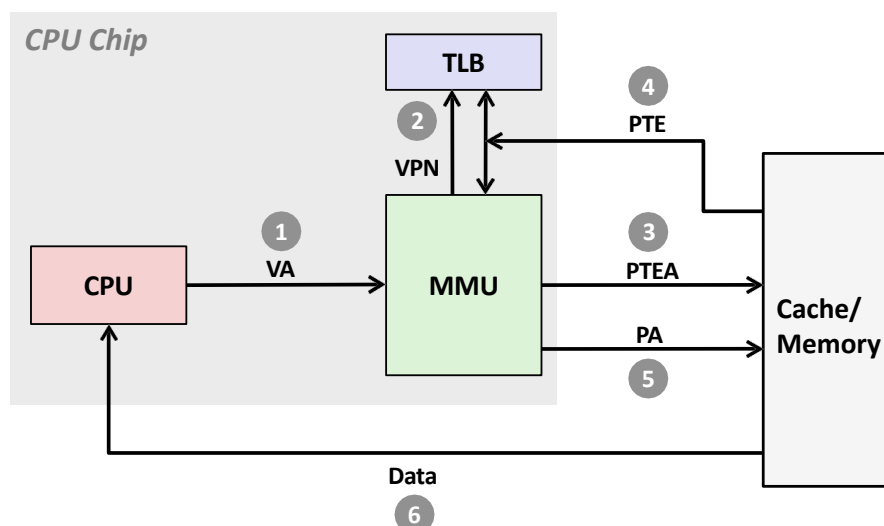 CPU Chip
TLB
4
2
PTE
VPN
1
3
VA
PTEA
CPU
MMU
Cache/
Memory
PA
5
Data
6